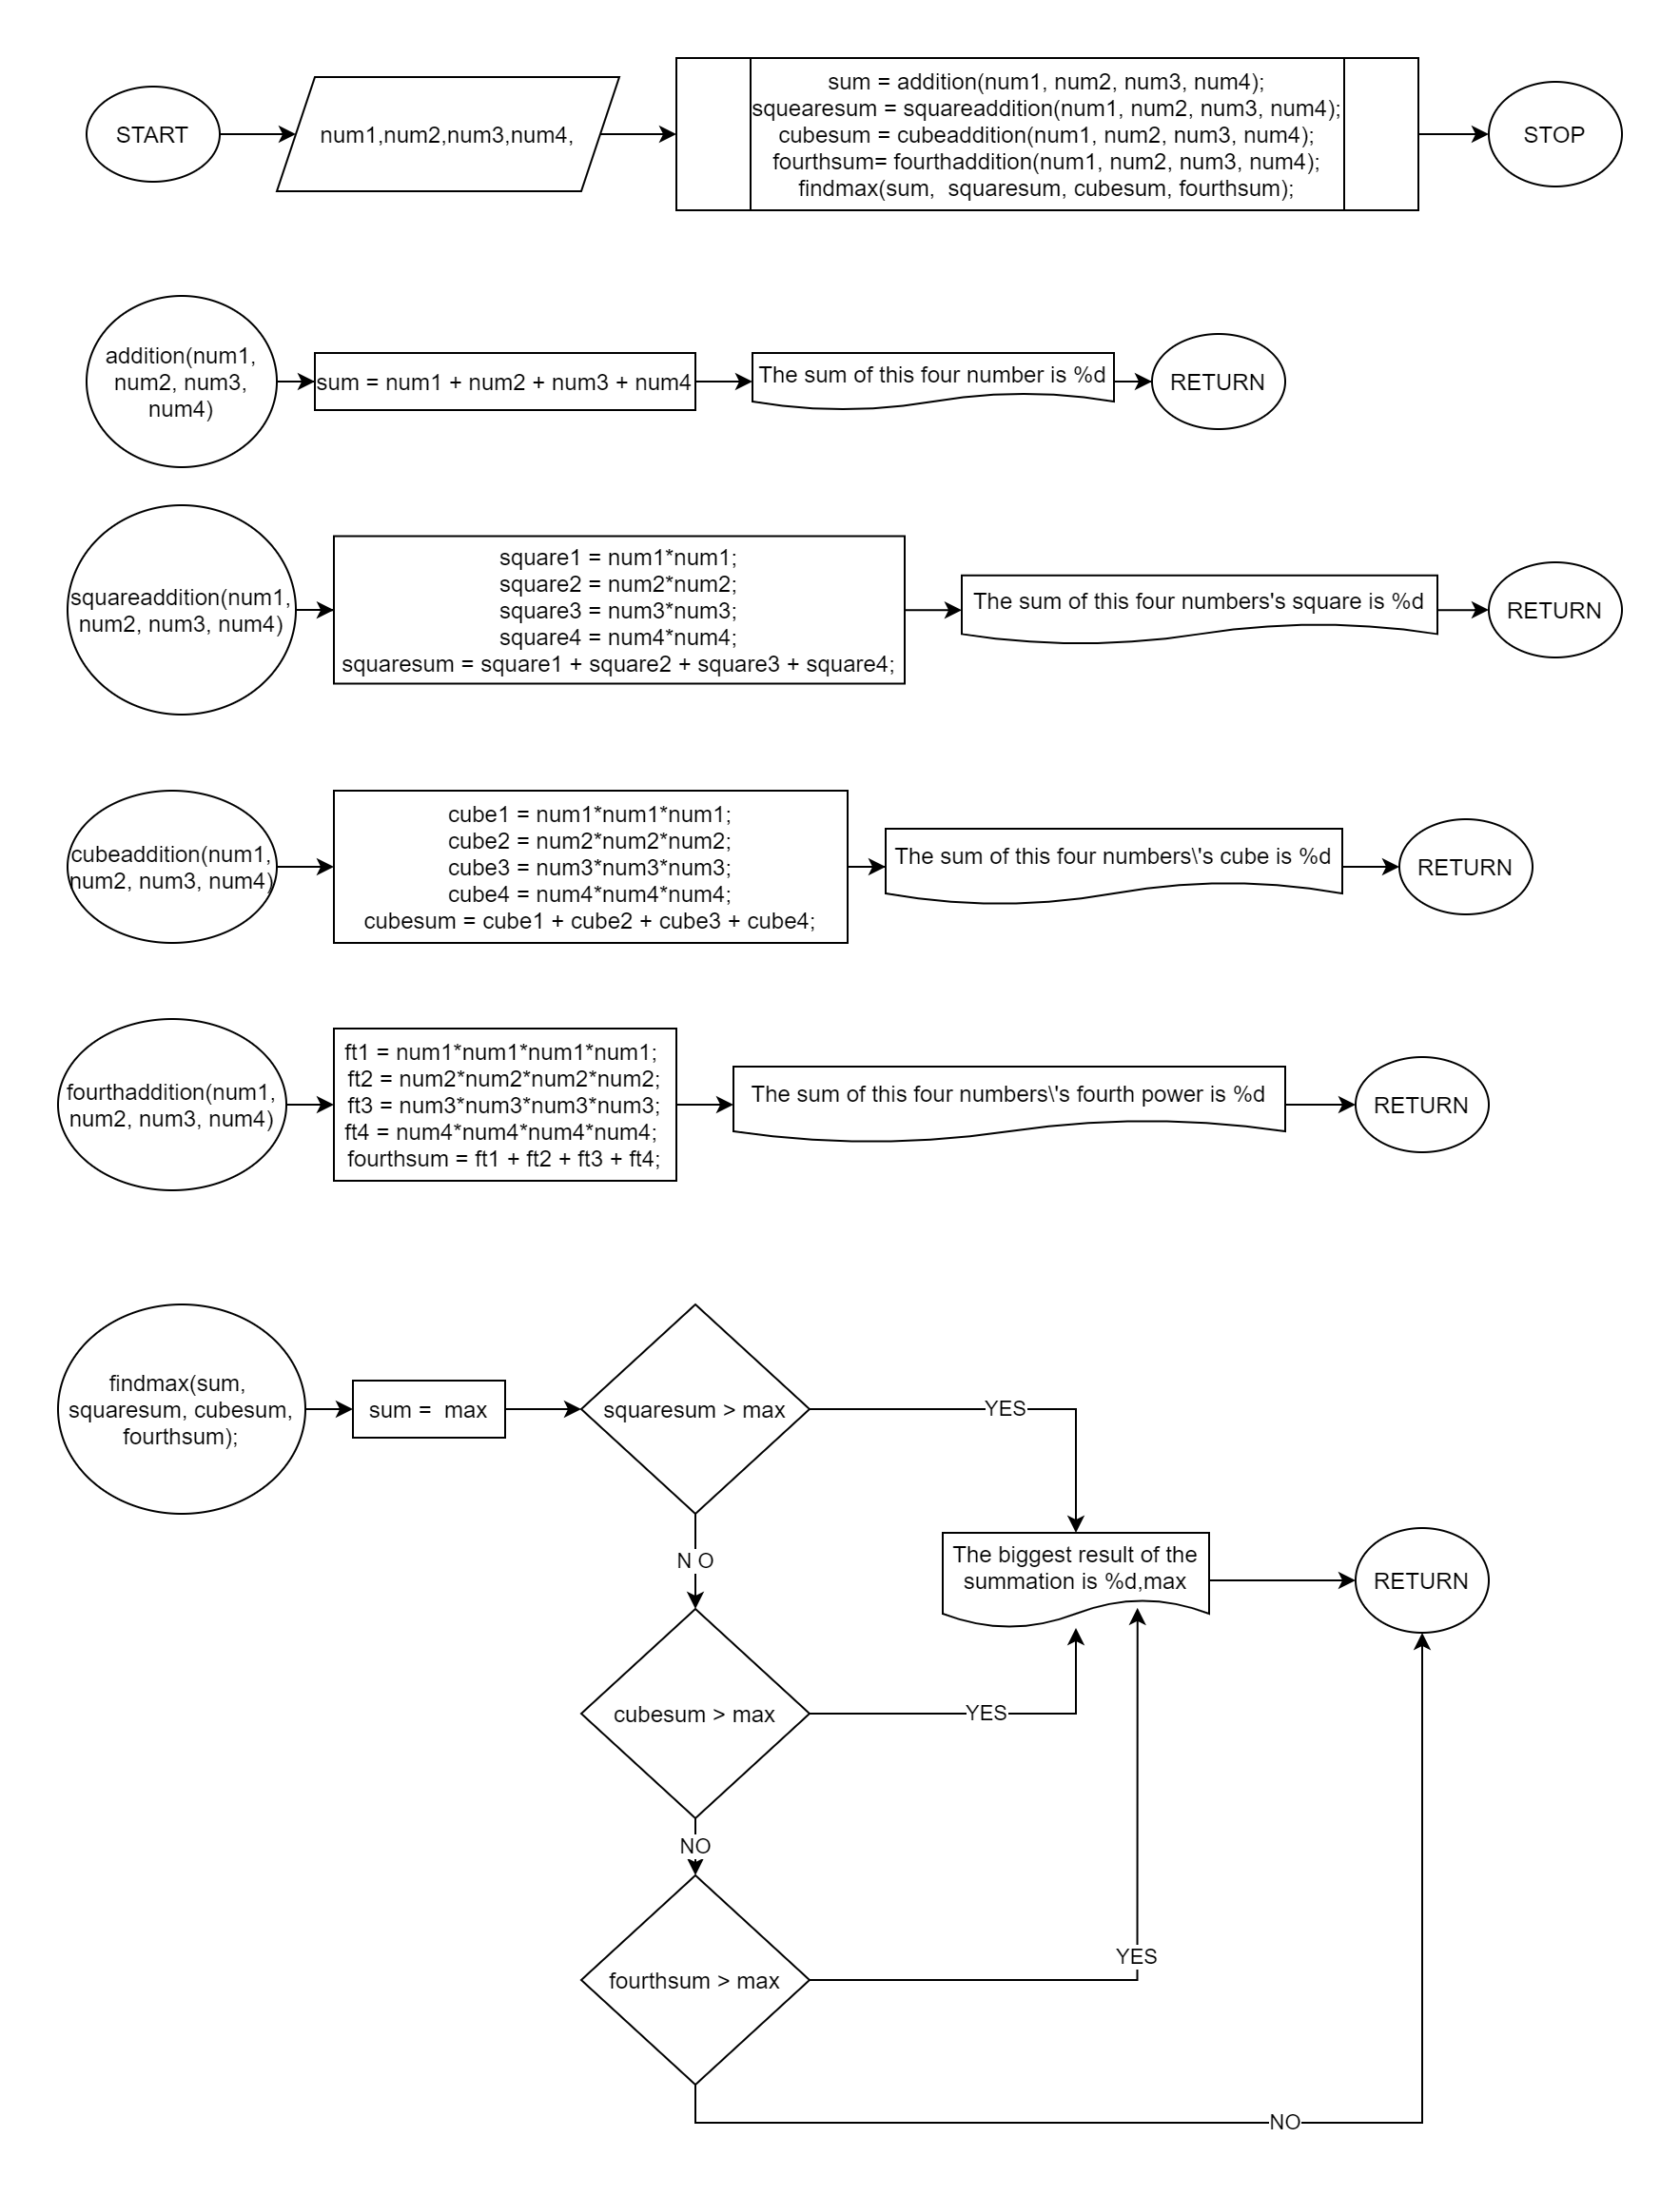 START
num1,num2,num3,num4,
sum = addition(num1, num2, num3, num4);
squearesum = squareaddition(num1, num2, num3, num4);
cubesum = cubeaddition(num1, num2, num3, num4);
fourthsum= fourthaddition(num1, num2, num3, num4);
findmax(sum,  squaresum, cubesum, fourthsum);
STOP
addition(num1,
num2, num3,
num4)
sum = num1 + num2 + num3 + num4
The sum of this four number is %d
RETURN
squareaddition(num1,
num2, num3, num4)
square1 = num1*num1;
square2 = num2*num2;
square3 = num3*num3;
square4 = num4*num4;
squaresum = square1 + square2 + square3 + square4;
The sum of this four numbers's square is %d
RETURN
cubeaddition(num1,
num2, num3, num4)
cube1 = num1*num1*num1;
cube2 = num2*num2*num2;
cube3 = num3*num3*num3;
cube4 = num4*num4*num4;
cubesum = cube1 + cube2 + cube3 + cube4;
The sum of this four numbers\'s cube is %d
RETURN
fourthaddition(num1,
num2, num3, num4)
ft1 = num1*num1*num1*num1;
ft2 = num2*num2*num2*num2;
ft3 = num3*num3*num3*num3;
ft4 = num4*num4*num4*num4;
fourthsum = ft1 + ft2 + ft3 + ft4;
The sum of this four numbers\'s fourth power is %d
RETURN
findmax(sum,
squaresum, cubesum,
fourthsum);
sum =  max
squaresum > max
YES
N O
The biggest result of the
summation is %d,max
RETURN
cubesum > max
YES
NO
fourthsum > max
YES
NO